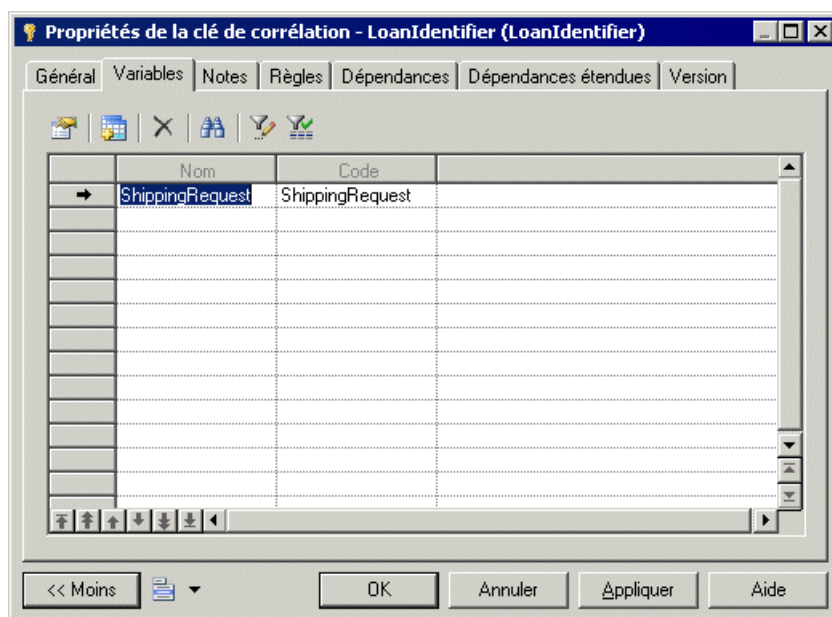 Propriétés de la clé de corrélation - LoanIdentifier (LoanIdentifier)
Général Variables Notes Règles Dépendances Dépendances étendues Version
Nom Code
ShippingRequest ShippingRequest
<< Moins OK Annuler Appliquer Aide